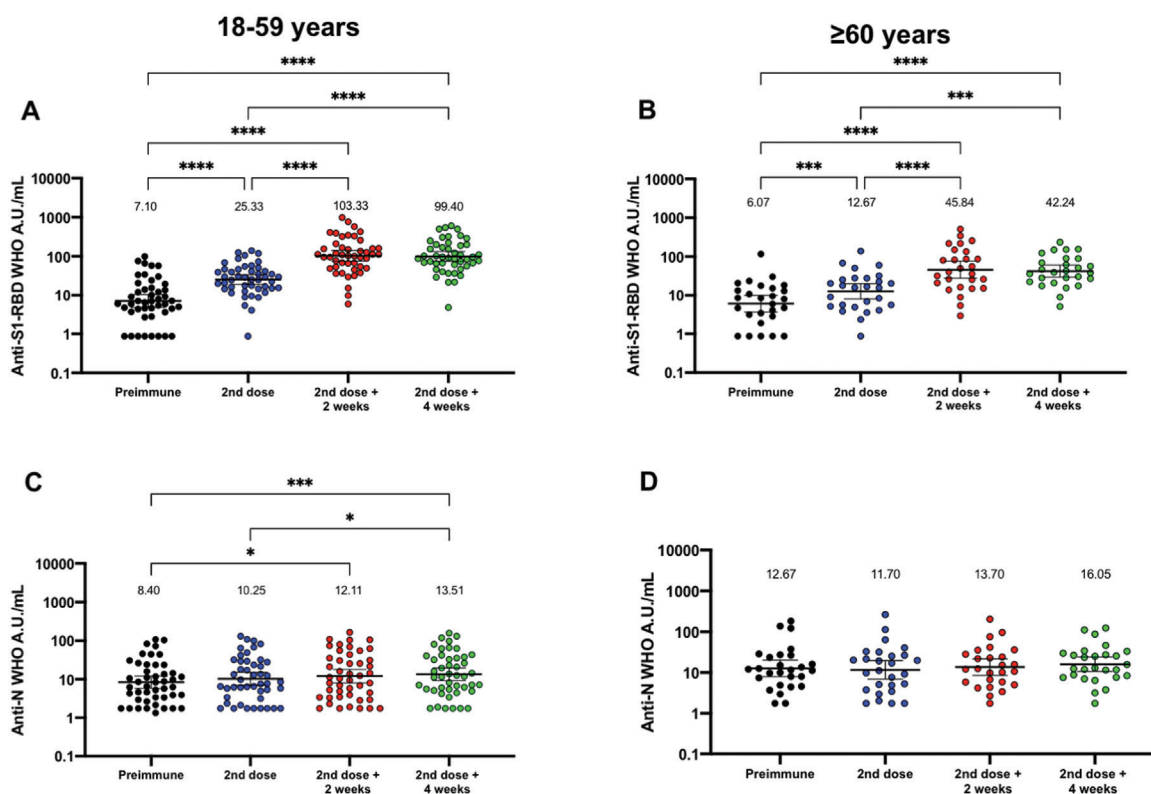 18-59 years
≥60 years
****
****
****
**** ****
A
Anti-S1-RBD WHO A.U./mL
10000
1000
100
10
1
0.1
7.10 25.33 103.33 99.40
Preimmune 2nd dose 2nd dose + 2nd dose +
2 weeks 4 weeks
****
***
****
*** ****
B
Anti-S1-RBD WHO A.U./mL
10000
1000
100
10
1
0.1
6.07 12.67 45.84 42.24
Preimmune 2nd dose 2nd dose + 2nd dose +
2 weeks 4 weeks
C
***
*
*
Anti-N WHO A.U./mL
10000
1000
100
10
1
0.1
8.40 10.25 12.11 13.51
Preimmune 2nd dose 2nd dose + 2nd dose +
2 weeks 4 weeks
D
Anti-N WHO A.U./mL
10000
1000
100
10
1
0.1
12.67 11.70 13.70 16.05
Preimmune 2nd dose 2nd dose + 2nd dose +
2 weeks 4 weeks